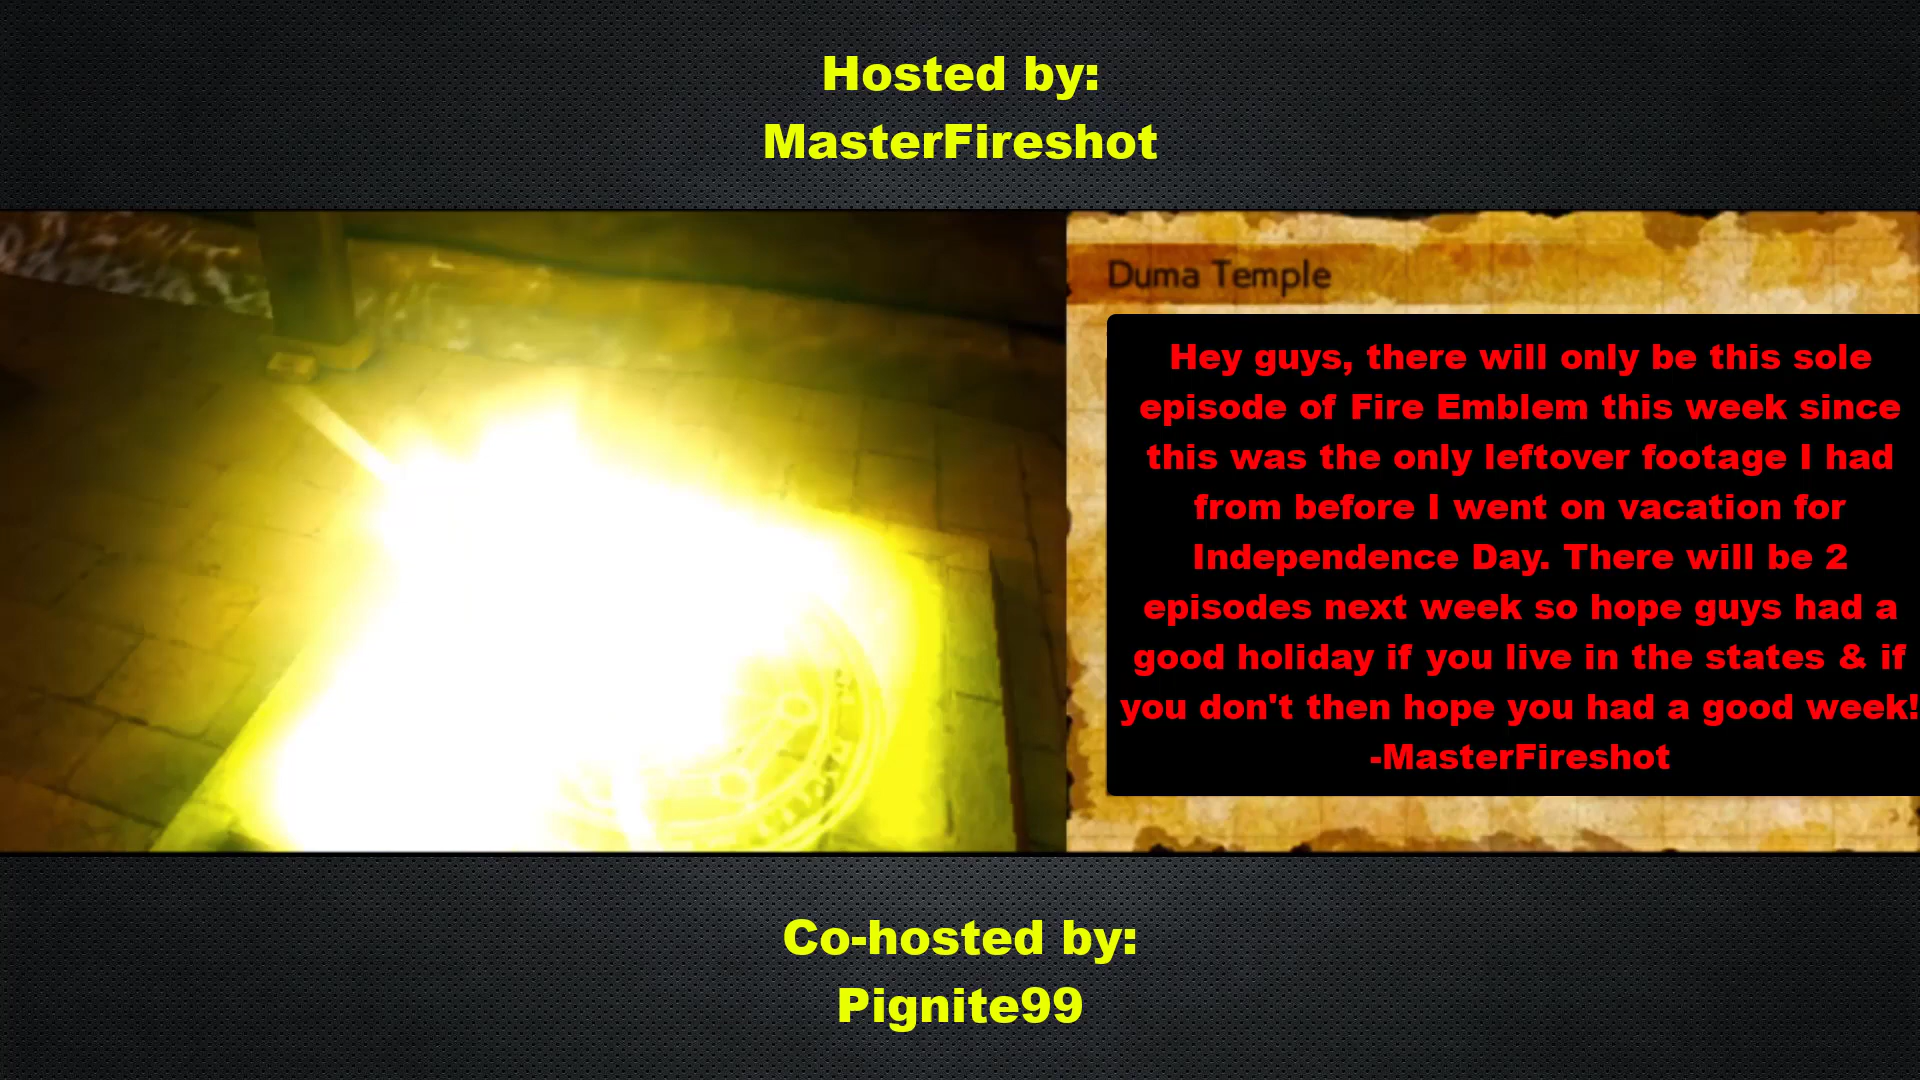 Hosted by:
MasterFireshot
Duma Temple
Hey guys, there will only be this sole
episode of Fire Emblem this week since
this was the only leftover footage I had
from before I went on vacation for
Independence Day. There will be 2
episodes next week so hope guys had a
good holiday if you live in the states & if
you don't then hope you had a good week!
-MasterFireshot
Co-hosted by:
Pignite99